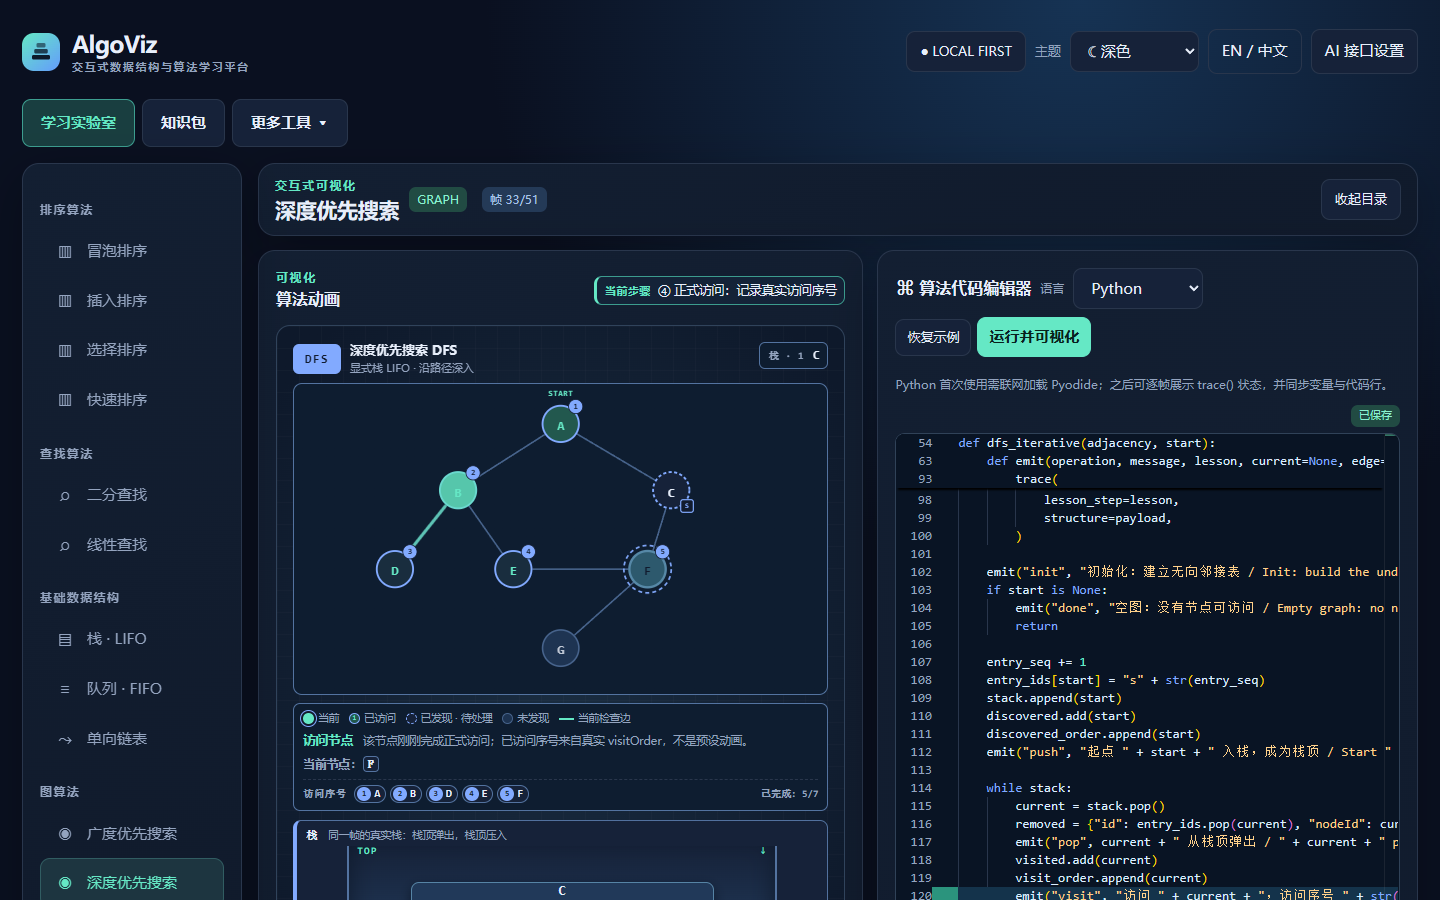 AlgoViz
交互式数据结构与算法学习平台
● LOCAL FIRST
主题
☾ 深色
EN / 中文
AI 接口设置
学习实验室
知识包
更多工具 ▼
排序算法
冒泡排序
插入排序
选择排序
快速排序
查找算法
二分查找
线性查找
基础数据结构
栈 · LIFO
队列 · FIFO
单向链表
图算法
广度优先搜索
深度优先搜索
交互式可视化
深度优先搜索
GRAPH
帧 33/51
收起目录
可视化
算法动画
当前步骤 ④ 正式访问：记录真实访问序号
DFS
深度优先搜索 DFS
显式栈 LIFO · 沿路径深入
栈 · 1 C
START
A 1
B 2
C 5
D 3
E 4
F 5
G
当前 1 已访问 已发现 · 待处理 未发现 当前检查边
访问节点 该节点刚刚完成正式访问；已访问序号来自真实 visitOrder，不是预设动画。
当前节点： F
访问序号 1 A 2 B 3 D 4 E 5 F 已完成：5/7
栈 同一帧的真实栈：栈顶弹出，栈顶压入
TOP ↓
C
⌘ 算法代码编辑器 语言 Python
恢复示例
运行并可视化
Python 首次使用需联网加载 Pyodide；之后可逐帧展示 trace() 状态，并同步变量与代码行。
已保存
54 def dfs_iterative(adjacency, start):
63 def emit(operation, message, lesson, current=None, edge=
93 trace(
98 lesson_step=lesson,
99 structure=payload,
100 )
101
102 emit("init", "初始化：建立无向邻接表 / Init: build the und
103 if start is None:
104 emit("done", "空图：没有节点可访问 / Empty graph: no n
105 return
106
107 entry_seq += 1
108 entry_ids[start] = "s" + str(entry_seq)
109 stack.append(start)
110 discovered.add(start)
111 discovered_order.append(start)
112 emit("push", "起点 " + start + " 入栈，成为栈顶 / Start "
113
114 while stack:
115 current = stack.pop()
116 removed = {"id": entry_ids.pop(current), "nodeId": cur
117 emit("pop", current + " 从栈顶弹出 / " + current + " p
118 visited.add(current)
119 visit_order.append(current)
120 emit("visit", "访问 " + current + "，访问序号 " + str(